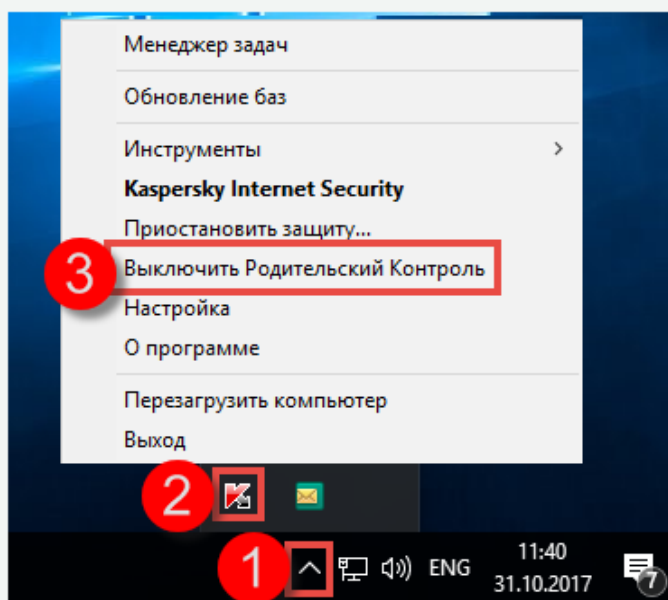 Менеджер задач
Обновление баз
Инструменты
Kaspersky Internet Security
Приостановить защиту...
3 Выключить Родительский Контроль
Настройка
О программе
Перезагрузить компьютер
Выход
2
1 ENG 11:40
31.10.2017 7